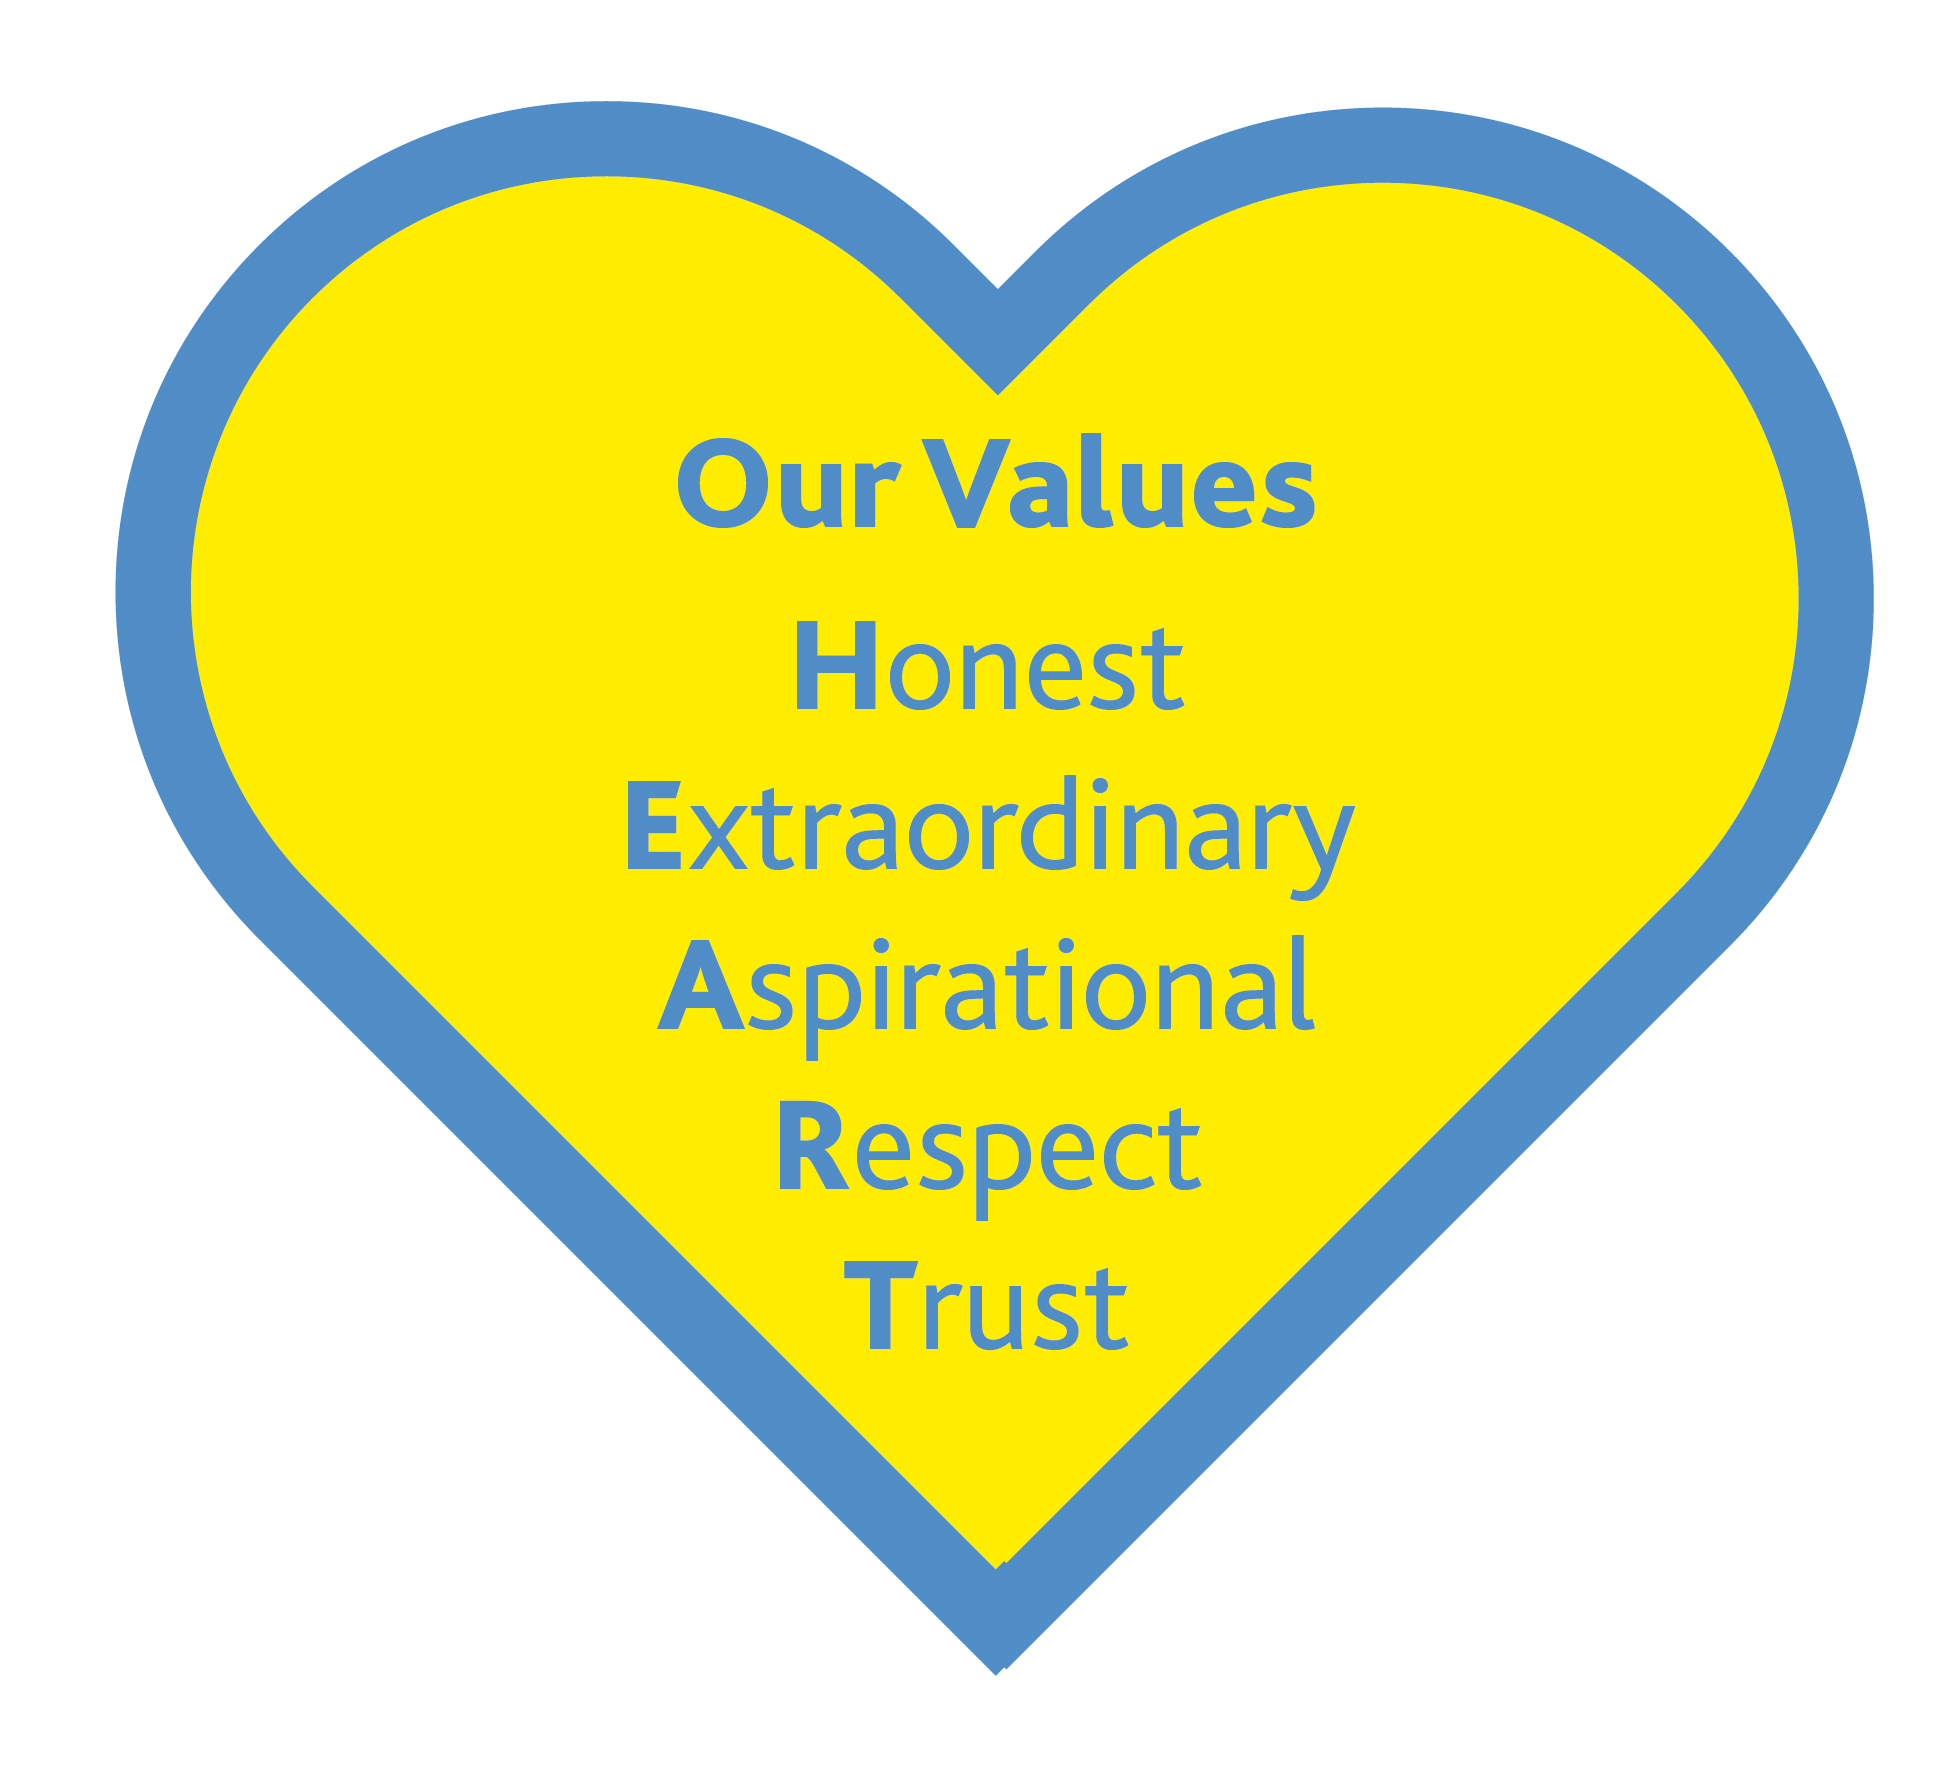 Our Values
Honest
Extraordinary
Aspirational
Respect
Trust